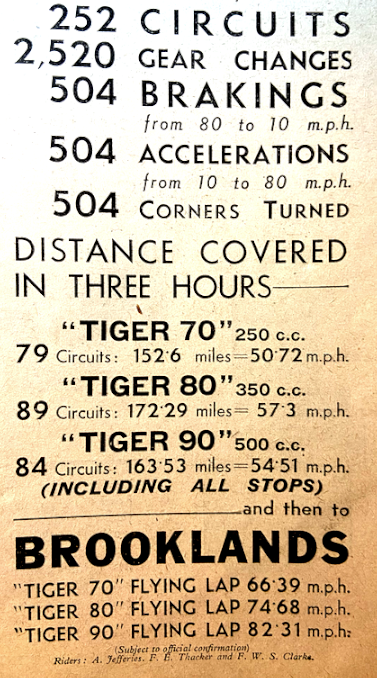 252 CIRCUITS
2,520 GEAR CHANGES
504 BRAKINGS
from 80 to 10 m.p.h.
504 ACCELERATIONS
from 10 to 80 m.p.h.
504 CORNERS TURNED
DISTANCE COVERED
IN THREE HOURS—
"TIGER 70" 250 c.c.
79 Circuits: 152·6 miles=50·72 m.p.h.
"TIGER 80" 350 c.c.
89 Circuits: 172·29 miles= 57·3 m.p.h.
"TIGER 90" 500 c.c.
84 Circuits: 163·53 miles=54·51 m.p.h.
(INCLUDING ALL STOPS)
and then to
BROOKLANDS
"TIGER 70" FLYING LAP 66·39 m.p.h.
"TIGER 80" FLYING LAP 74·68 m.p.h.
"TIGER 90" FLYING LAP 82·31 m.p.h.
(Subject to official confirmation)
Riders: A. Jefferies. F. E. Thacker and F. W. S. Clarke.